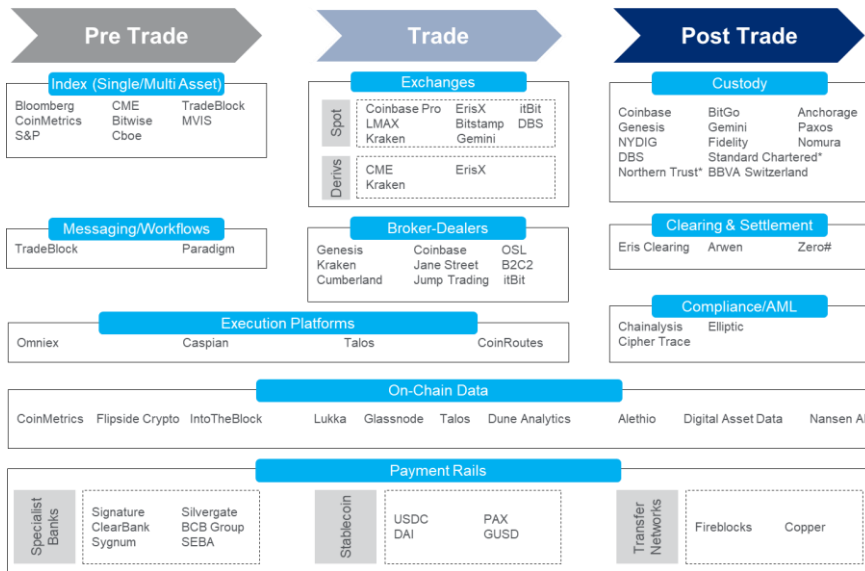 Pre Trade
Trade
Post Trade
Index (Single/Multi Asset)
Bloomberg CME TradeBlock
CoinMetrics Bitwise MVIS
S&P Cboe
Exchanges
Spot
Coinbase Pro ErisX itBit
LMAX Bitstamp DBS
Kraken Gemini
Derivs
CME ErisX
Kraken
Custody
Coinbase BitGo Anchorage
Genesis Gemini Paxos
NYDIG Fidelity Nomura
DBS Standard Chartered*
Northern Trust* BBVA Switzerland
Messaging/Workflows
TradeBlock Paradigm
Broker-Dealers
Genesis Coinbase OSL
Kraken Jane Street B2C2
Cumberland Jump Trading itBit
Clearing & Settlement
Eris Clearing Arwen Zero#
Execution Platforms
Omniex Caspian Talos CoinRoutes
Compliance/AML
Chainalysis Elliptic
Cipher Trace
On-Chain Data
CoinMetrics Flipside Crypto IntoTheBlock Lukka Glassnode Talos Dune Analytics Alethio Digital Asset Data Nansen
Payment Rails
Specialist
Banks
Signature Silvergate
ClearBank BCB Group
Sygnum SEBA
Stablecoin
USDC PAX
DAI GUSD
Transfer
Networks
Fireblocks Copper